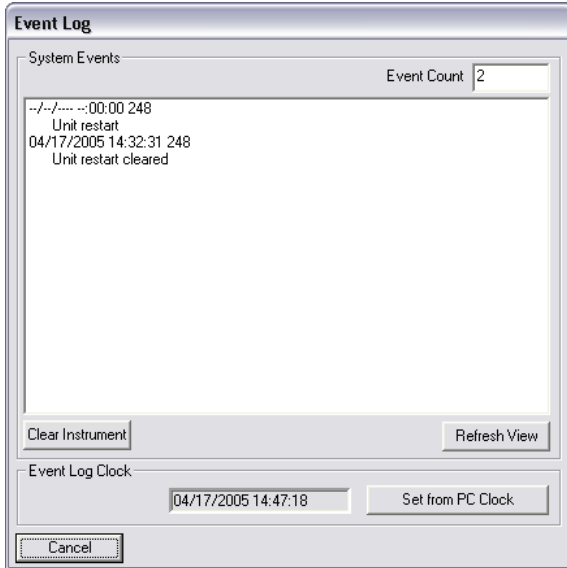 Event Log
System Events
Event Count 2
--/--/---- --:00:00 248
Unit restart
04/17/2005 14:32:31 248
Unit restart cleared
Clear Instrument
Refresh View
Event Log Clock
04/17/2005 14:47:18
Set from PC Clock
Cancel